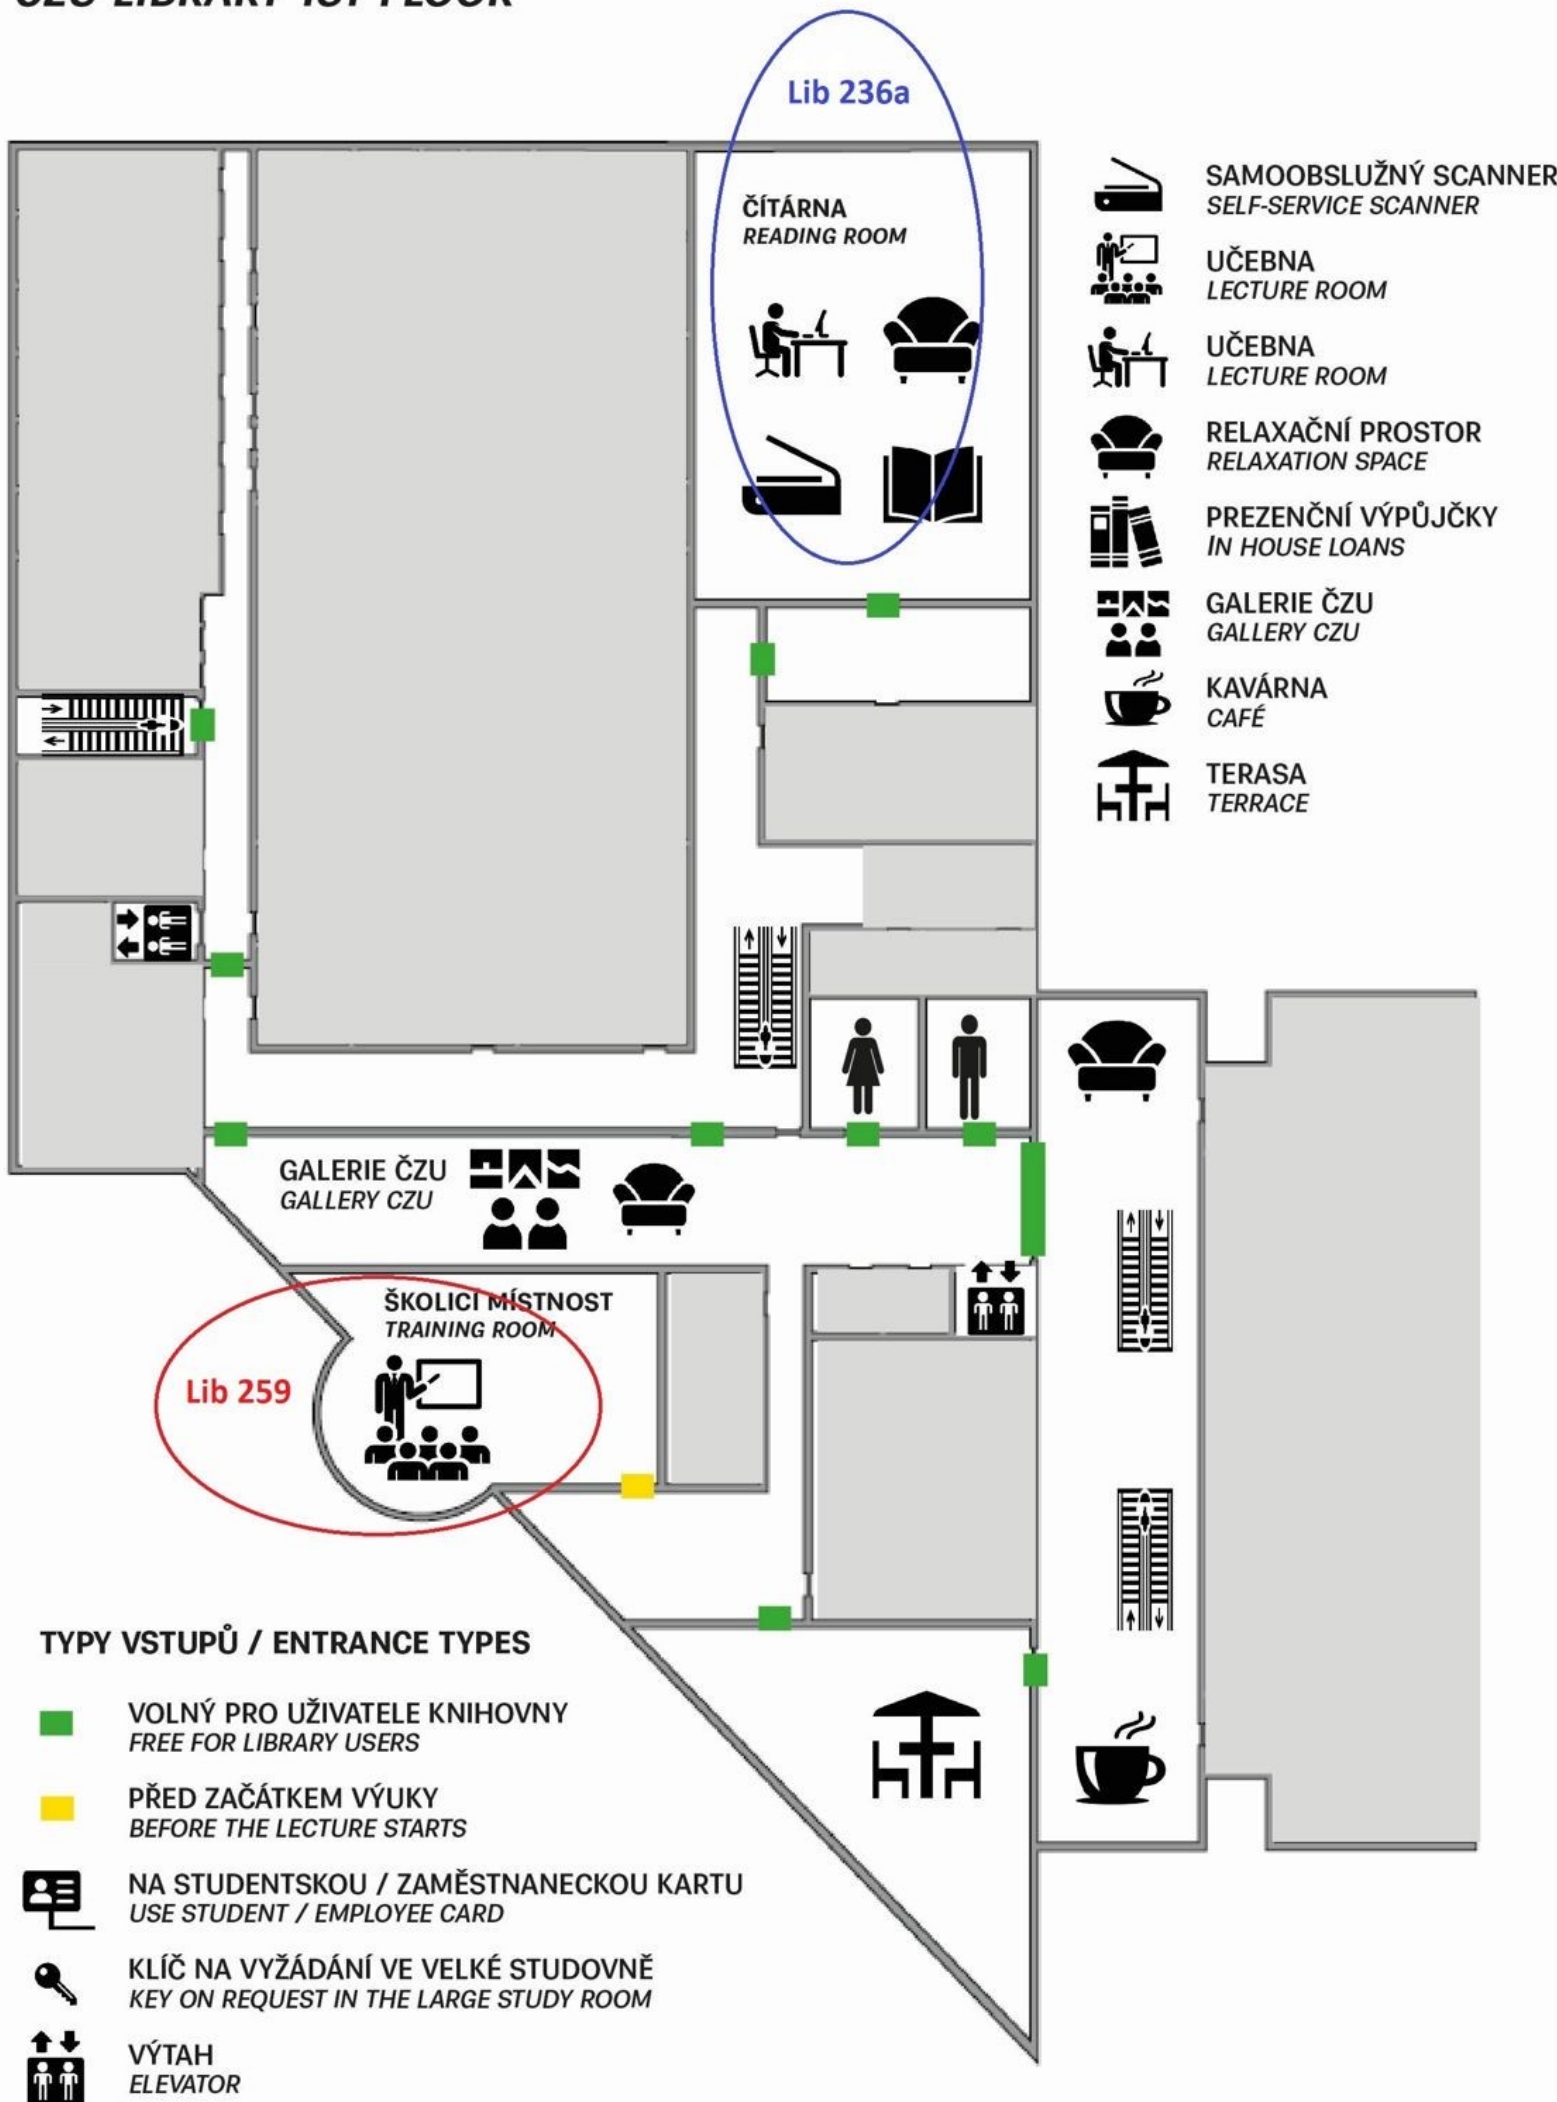 CZU LIBRARY 1ST FLOOR
Lib 236a
ČÍTÁRNA
READING ROOM
SAMOOBSLUŽNÝ SCANNER
SELF-SERVICE SCANNER
UČEBNA
LECTURE ROOM
UČEBNA
LECTURE ROOM
RELAXAČNÍ PROSTOR
RELAXATION SPACE
PREZENČNÍ VÝPŮJČKY
IN HOUSE LOANS
GALERIE ČZU
GALLERY CZU
KAVÁRNA
CAFÉ
TERASA
TERRACE
GALERIE ČZU
GALLERY CZU
ŠKOLICÍ MÍSTNOST
TRAINING ROOM
Lib 259
TYPY VSTUPŮ / ENTRANCE TYPES
VOLNÝ PRO UŽIVATELE KNIHOVNY
FREE FOR LIBRARY USERS
PŘED ZAČÁTKEM VÝUKY
BEFORE THE LECTURE STARTS
NA STUDENTSKOU / ZAMĚSTNANECKOU KARTU
USE STUDENT / EMPLOYEE CARD
KLÍČ NA VYŽÁDÁNÍ VE VELKÉ STUDOVNĚ
KEY ON REQUEST IN THE LARGE STUDY ROOM
VÝTAH
ELEVATOR